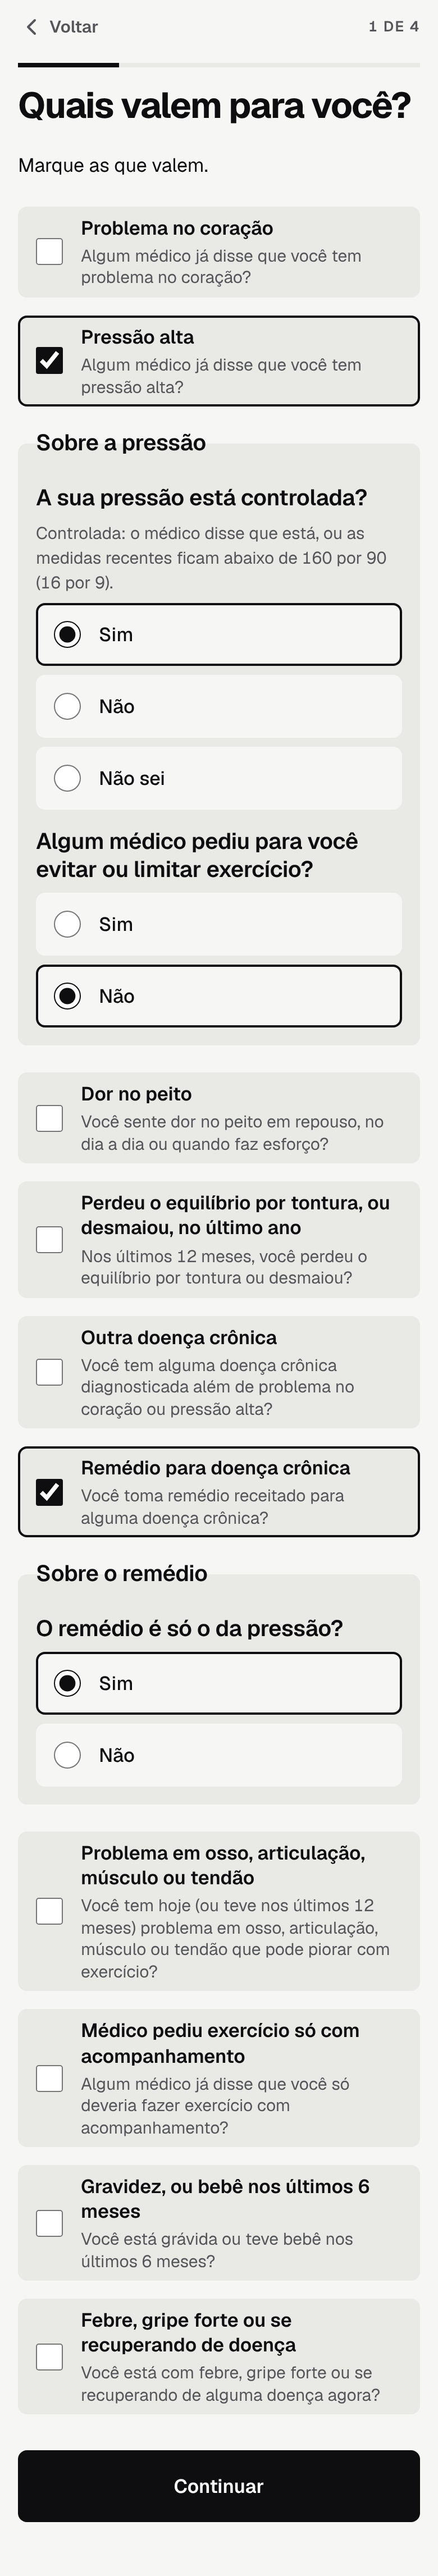 Voltar
1 DE 4
Quais valem para você?
Marque as que valem.
Problema no coração
Algum médico já disse que você tem
problema no coração?
Pressão alta
Algum médico já disse que você tem
pressão alta?
Sobre a pressão
A sua pressão está controlada?
Controlada: o médico disse que está, ou as
medidas recentes ficam abaixo de 160 por 90
(16 por 9).
Sim
Não
Não sei
Algum médico pediu para você
evitar ou limitar exercício?
Sim
Não
Dor no peito
Você sente dor no peito em repouso, no
dia a dia ou quando faz esforço?
Perdeu o equilíbrio por tontura, ou
desmaiou, no último ano
Nos últimos 12 meses, você perdeu o
equilíbrio por tontura ou desmaiou?
Outra doença crônica
Você tem alguma doença crônica
diagnosticada além de problema no
coração ou pressão alta?
Remédio para doença crônica
Você toma remédio receitado para
alguma doença crônica?
Sobre o remédio
O remédio é só o da pressão?
Sim
Não
Problema em osso, articulação,
músculo ou tendão
Você tem hoje (ou teve nos últimos 12
meses) problema em osso, articulação,
músculo ou tendão que pode piorar com
exercício?
Médico pediu exercício só com
acompanhamento
Algum médico já disse que você só
deveria fazer exercício com
acompanhamento?
Gravidez, ou bebê nos últimos 6
meses
Você está grávida ou teve bebê nos
últimos 6 meses?
Febre, gripe forte ou se
recuperando de doença
Você está com febre, gripe forte ou se
recuperando de alguma doença agora?
Continuar